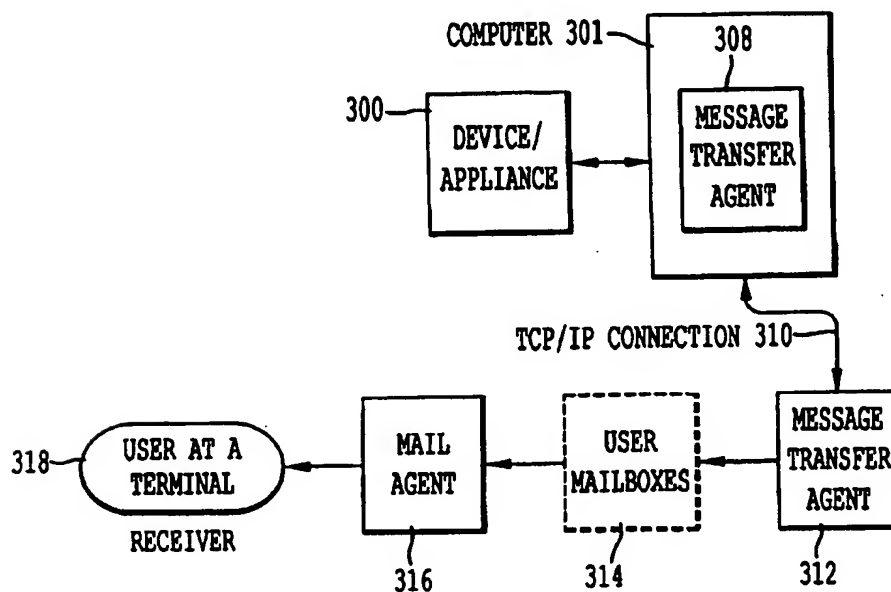 COMPUTER 301
308
300
DEVICE/
APPLIANCE
MESSAGE
TRANSFER
AGENT
TCP/IP CONNECTION 310
318
USER AT A
TERMINAL
RECEIVER
MAIL
AGENT
316
USER
MAILBOXES
314
MESSAGE
TRANSFER
AGENT
312